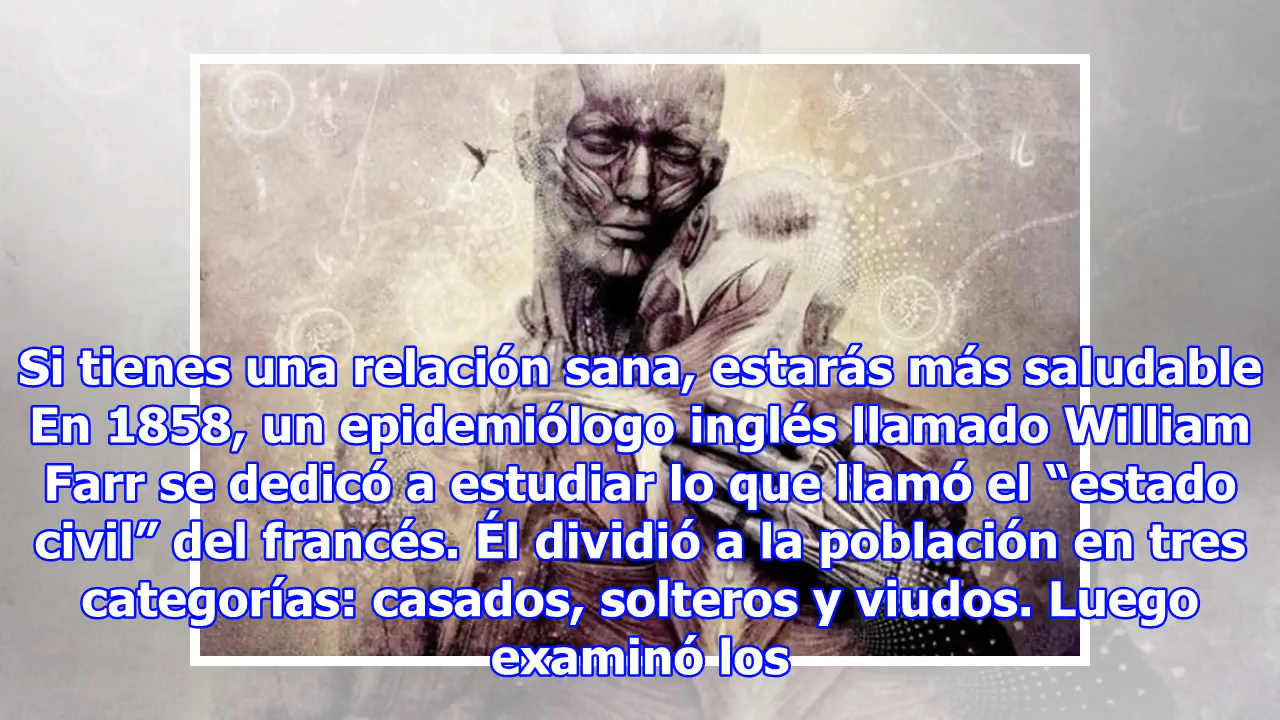 Si tienes una relación sana, estarás más saludable
En 1858, un epidemiólogo inglés llamado William
Farr se dedicó a estudiar lo que llamó el “estado
civil” del francés. Él dividió a la población en tres
categorías: casados, solteros y viudos. Luego
examinó los